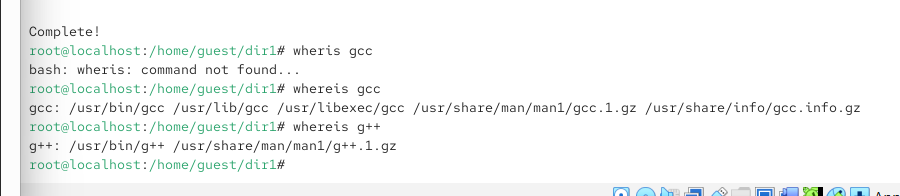 Complete!
root@localhost:/home/guest/dir1# wheris gcc
bash: wheris: command not found...
root@localhost:/home/guest/dir1# whereis gcc
gcc: /usr/bin/gcc /usr/lib/gcc /usr/libexec/gcc /usr/share/man/man1/gcc.1.gz /usr/share/info/gcc.info.gz
root@localhost:/home/guest/dir1# whereis g++
g++: /usr/bin/g++ /usr/share/man/man1/g++.1.gz
root@localhost:/home/guest/dir1#